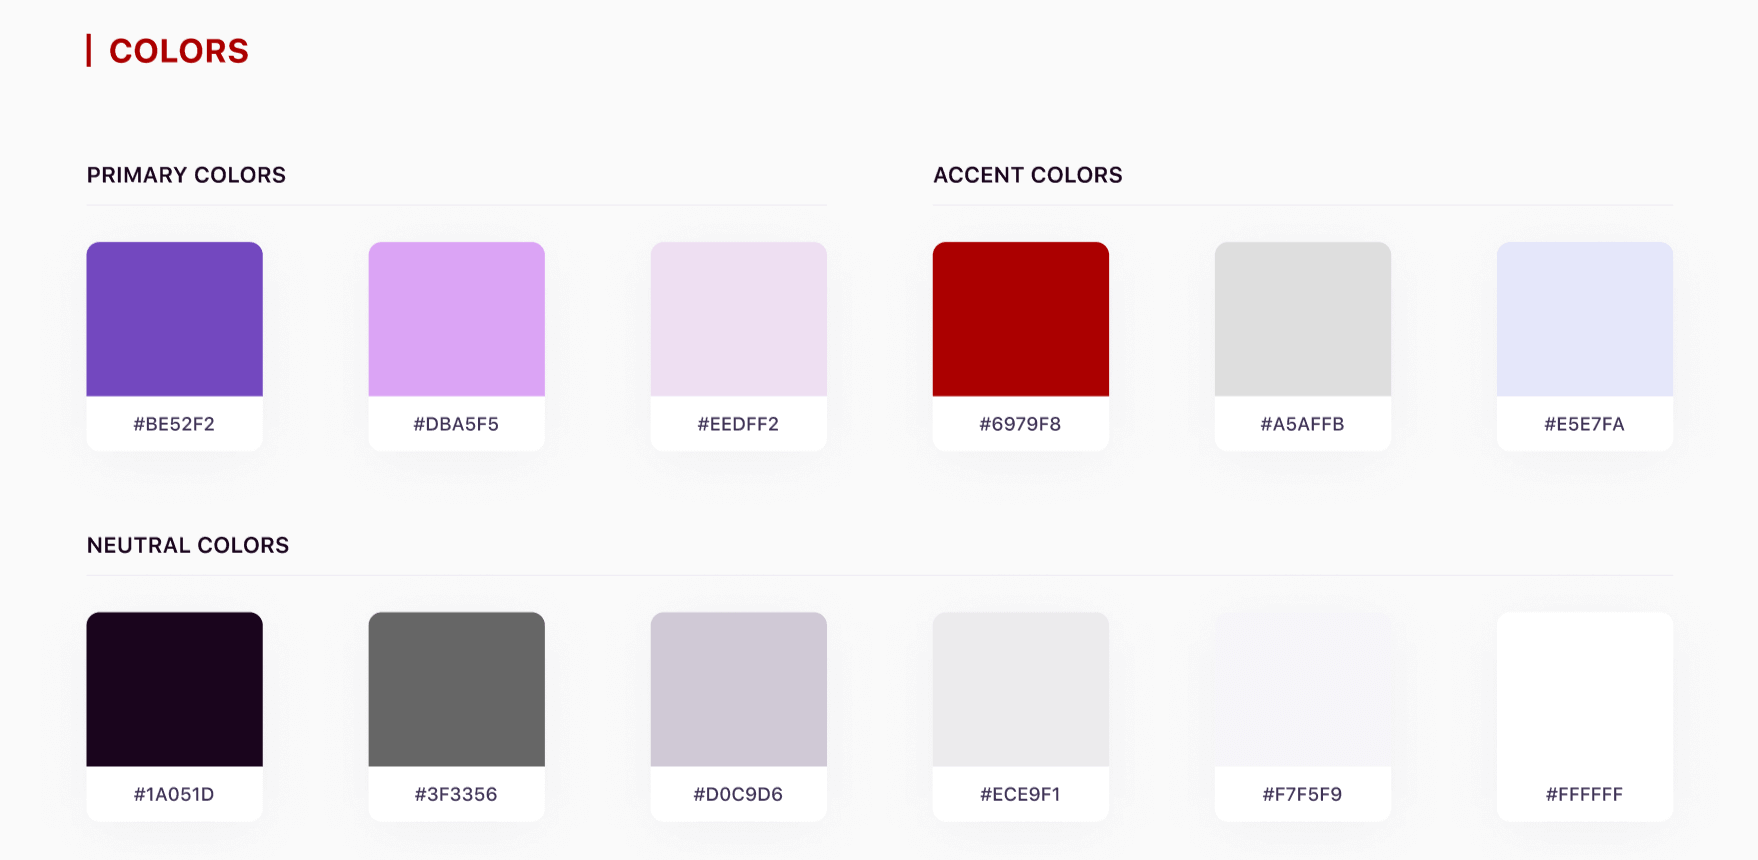 COLORS
PRIMARY COLORS
ACCENT COLORS
#BE52F2
#DBA5F5
#EEDFF2
#6979F8
#A5AFFB
#E5E7FA
NEUTRAL COLORS
#1A051D
#3F3356
#D0C9D6
#ECE9F1
#F7F5F9
#FFFFFF